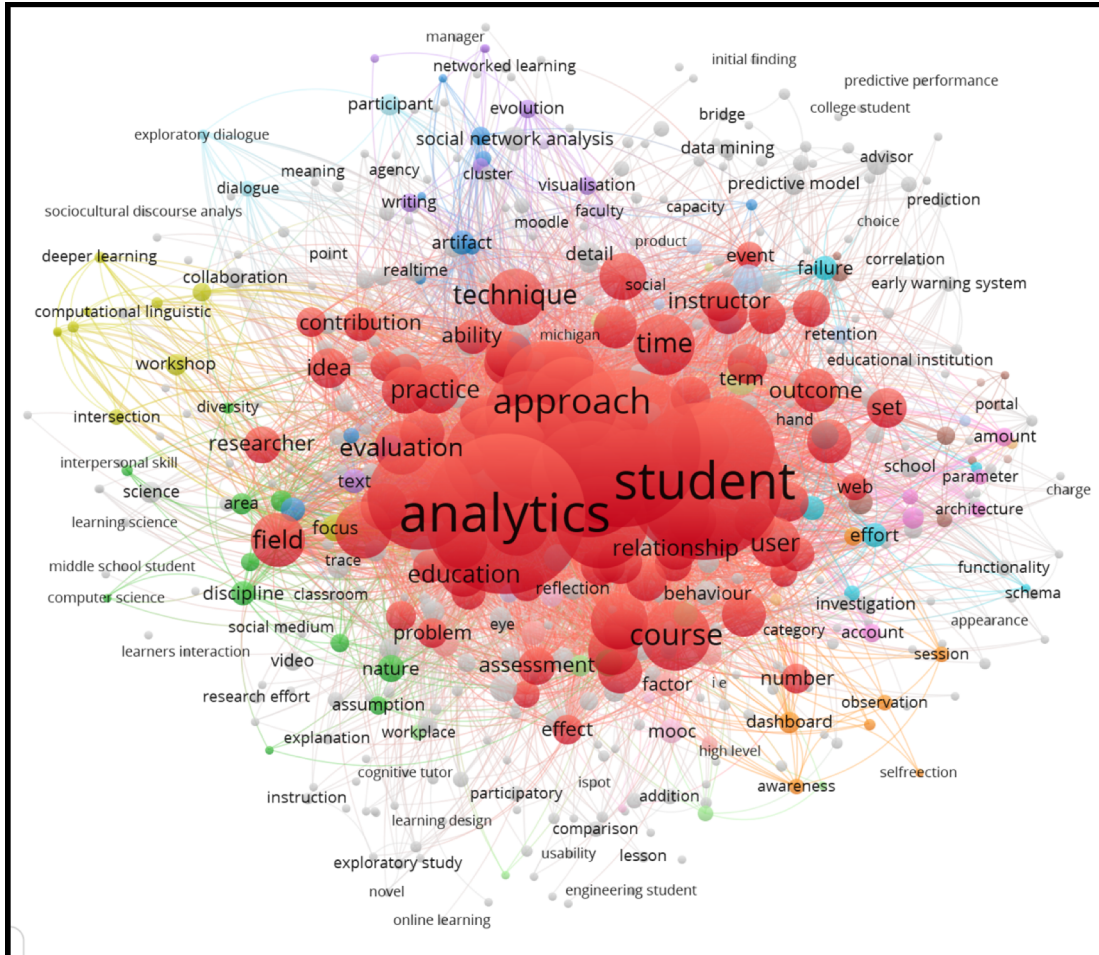 manager
initial finding
networked learning
predictive performance
participant
evolution
college student
bridge
exploratory dialogue
social network analysis
data mining
advisor
meaning
agency
cluster
dialogue
visualisation
predictive model
writing
faculty
capacity
prediction
sociocultural discourse analys
moodle
choice
artifact
product
point
detail
event
deeper learning
realtime
failure
correlation
collaboration
social
early warning system
technique
instructor
computational linguistic
contribution
ability
michigan
time
retention
workshop
idea
educational institution
practice
term
outcome
diversity
approach
set
portal
intersection
hand
researcher
evaluation
amount
interpersonal skill
school
science
text
student
web
parameter
charge
area
analytics
architecture
learning science
focus
field
relationship
user
effort
trace
middle school student
education
functionality
computer science
discipline
classroom
reflection
behaviour
schema
investigation
social medium
eye
appearance
problem
course
category
account
learners interaction
session
video
nature
assessment
factor
i e
number
research effort
observation
assumption
dashboard
workplace
effect
mooc
explanation
high level
cognitive tutor
selfreection
ispot
awareness
instruction
participatory
addition
learning design
comparison
usability
lesson
exploratory study
novel
engineering student
online learning